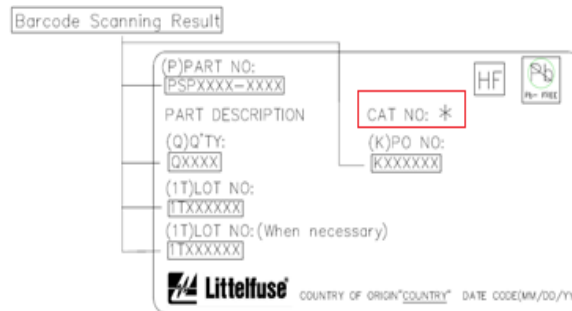 Barcode Scanning Result
(P)PART NO:
PSPXXXX-XXXX
HF
Pb
Pb- FREE
PART DESCRIPTION
CAT NO: *
(Q)Q'TY:
QXXXX
(K)PO NO:
KXXXXXX
(1T)LOT NO:
1TXXXXXX
(1T)LOT NO:(When necessary)
1TXXXXXX
Littelfuse
COUNTRY OF ORIGIN"COUNTRY" DATE CODE(MM/DD/YY